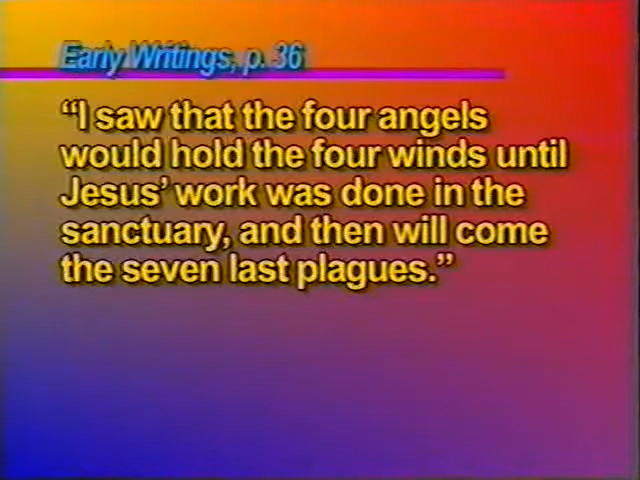 Early Writings, p. 36
“I saw that the four angels
would hold the four winds until
Jesus’ work was done in the
sanctuary, and then will come
the seven last plagues.”